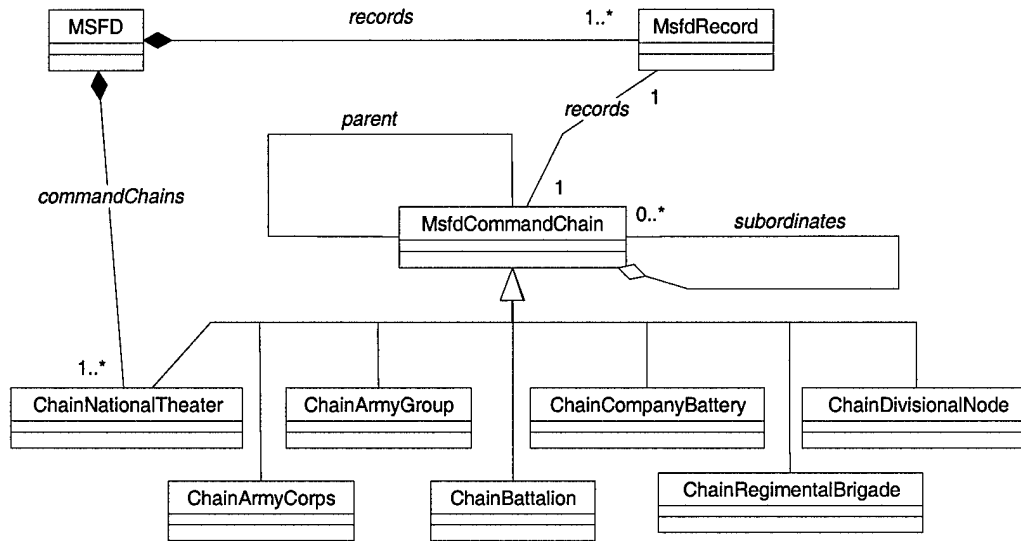 MSFD
records
1..*
MsfdRecord
1
records
parent
1
MsfdCommandChain
0..*
subordinates
commandChains
1..*
ChainNationalTheater
ChainArmyGroup
ChainCompanyBattery
ChainDivisionalNode
ChainArmyCorps
ChainBattalion
ChainRegimentalBrigade